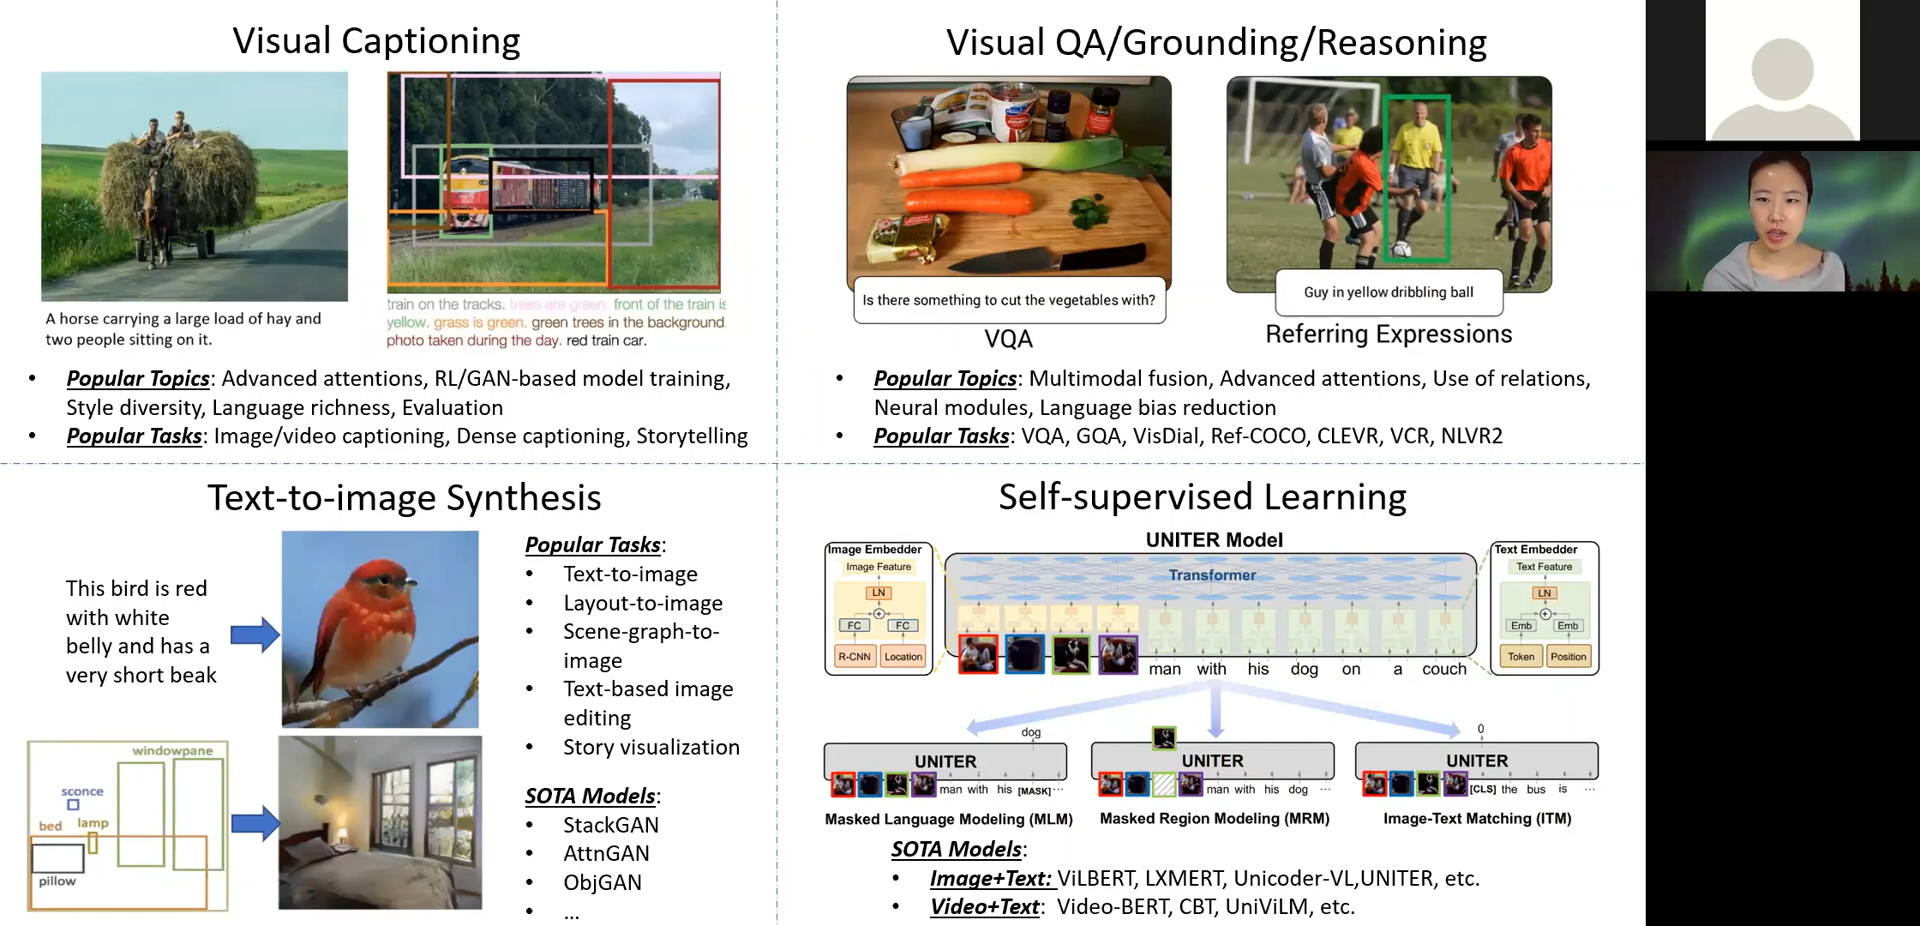 Visual Captioning
A horse carrying a large load of hay and
two people sitting on it.
train on the tracks. trees are green. front of the train is
yellow. grass is green. green trees in the background.
photo taken during the day. red train car.
• Popular Topics: Advanced attentions, RL/GAN-based model training,
Style diversity, Language richness, Evaluation
• Popular Tasks: Image/video captioning, Dense captioning, Storytelling
Visual QA/Grounding/Reasoning
Is there something to cut the vegetables with?
VQA
Guy in yellow dribbling ball
Referring Expressions
• Popular Topics: Multimodal fusion, Advanced attentions, Use of relations,
Neural modules, Language bias reduction
• Popular Tasks: VQA, GQA, VisDial, Ref-COCO, CLEVR, VCR, NLVR2
Text-to-image Synthesis
This bird is red
with white
belly and has a
very short beak
windowpane
sconce
bed
lamp
pillow
Popular Tasks:
• Text-to-image
• Layout-to-image
• Scene-graph-to-
image
• Text-based image
editing
• Story visualization
SOTA Models:
• StackGAN
• AttnGAN
• ObjGAN
• ...
Self-supervised Learning
UNITER Model
Image Embedder
Image Feature
LN
+
FC FC
R-CNN Location
Transformer
man with his dog on a couch
Text Embedder
Text Feature
LN
+
Emb Emb
Token Position
dog
UNITER
man with his [MASK] ...
Masked Language Modeling (MLM)
UNITER
man with his dog ...
Masked Region Modeling (MRM)
0
UNITER
[CLS] the bus is ...
Image-Text Matching (ITM)
SOTA Models:
• Image+Text: ViLBERT, LXMERT, Unicoder-VL,UNITER, etc.
• Video+Text: Video-BERT, CBT, UniViLM, etc.